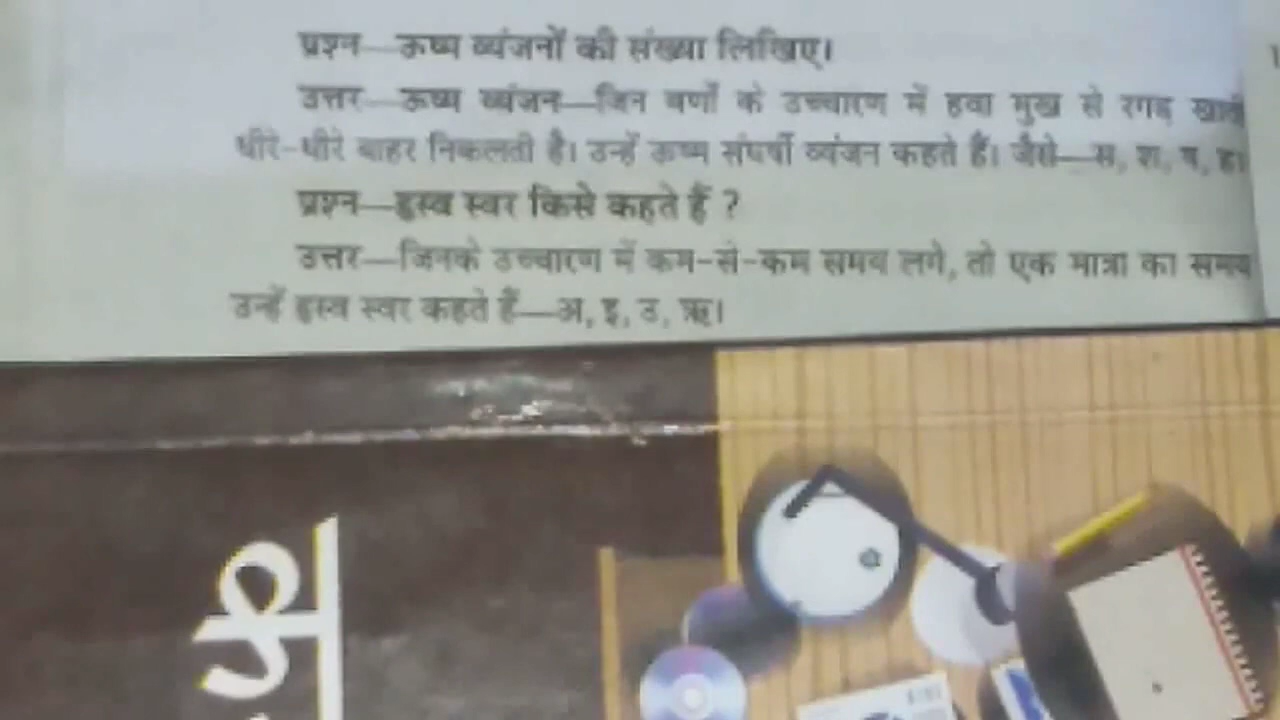 प्रश्न—ऊष्म व्यंजनों की संख्या लिखिए।
उत्तर—ऊष्म व्यंजन—जिन वर्णों के उच्चारण में हवा मुख से रगड़ खाती
धीरे-धीरे बाहर निकलती है। उन्हें ऊष्म संघर्षी व्यंजन कहते हैं। जैसे—स, श, ष, ह।
प्रश्न—ह्रस्व स्वर किसे कहते हैं ?
उत्तर—जिनके उच्चारण में कम-से-कम समय लगे, तो एक मात्रा का समय
उन्हें ह्रस्व स्वर कहते हैं—अ, इ, उ, ऋ।